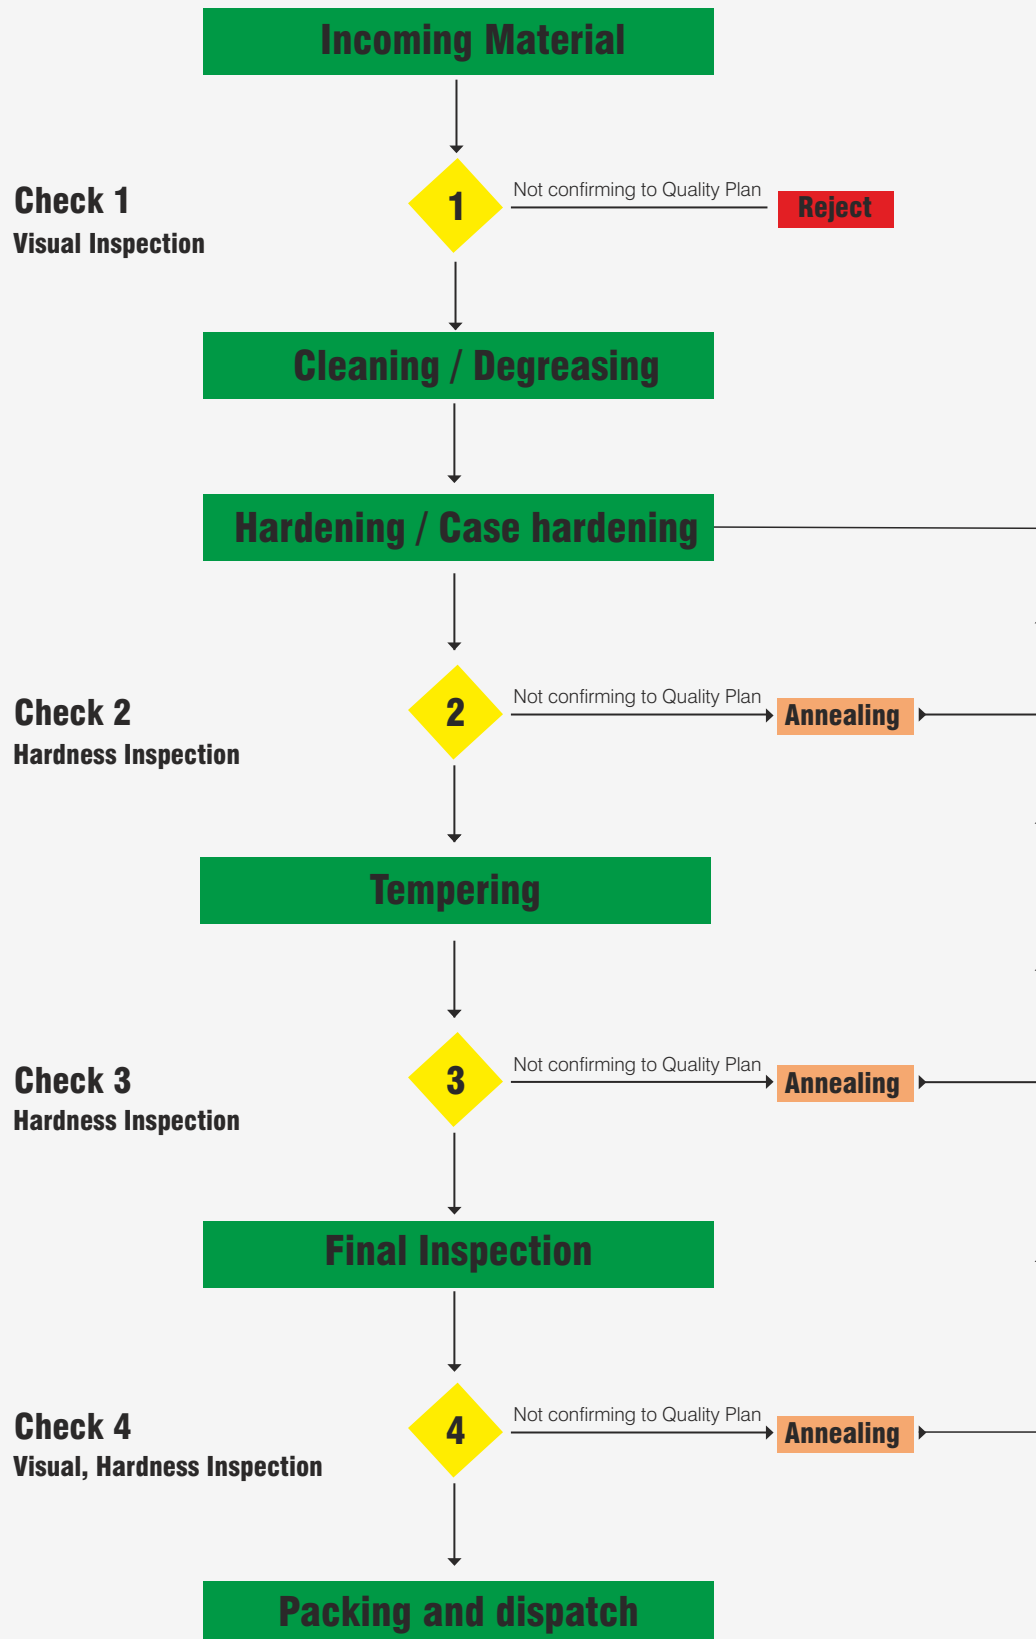 Incoming Material
Check 1
Visual Inspection
1
Not confirming to Quality Plan
Reject
Cleaning / Degreasing
Hardening / Case hardening
Check 2
Hardness Inspection
2
Not confirming to Quality Plan
Annealing
Tempering
Check 3
Hardness Inspection
3
Not confirming to Quality Plan
Annealing
Final Inspection
Check 4
Visual, Hardness Inspection
4
Not confirming to Quality Plan
Annealing
Packing and dispatch